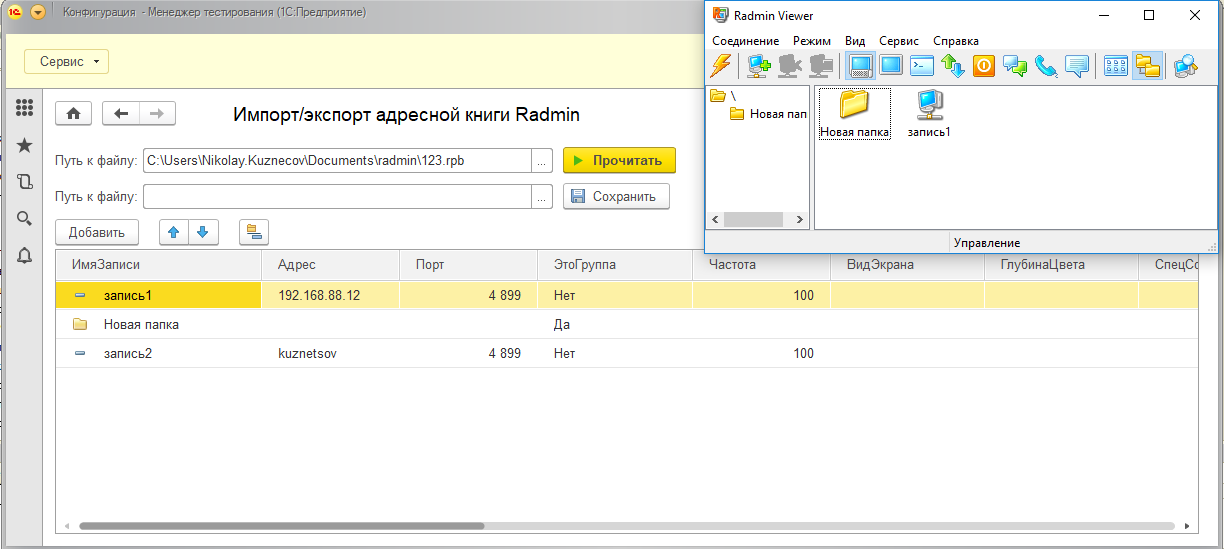 1С Конфигурация - Менеджер тестирования (1С:Предприятие)
Сервис
Импорт/экспорт адресной книги Radmin
Путь к файлу: C:\Users\Nikolay.Kuznecov\Documents\radmin\123.rpb ... Прочитать
Путь к файлу: ... Сохранить
Добавить
ИмяЗаписи Адрес Порт ЭтоГруппа Частота ВидЭкрана ГлубинаЦвета СпецСо
запись1 192.168.88.12 4 899 Нет 100
Новая папка Да
запись2 kuznetsov 4 899 Нет 100
Radmin Viewer
Соединение Режим Вид Сервис Справка
\
Новая пап
Новая папка запись1
Управление